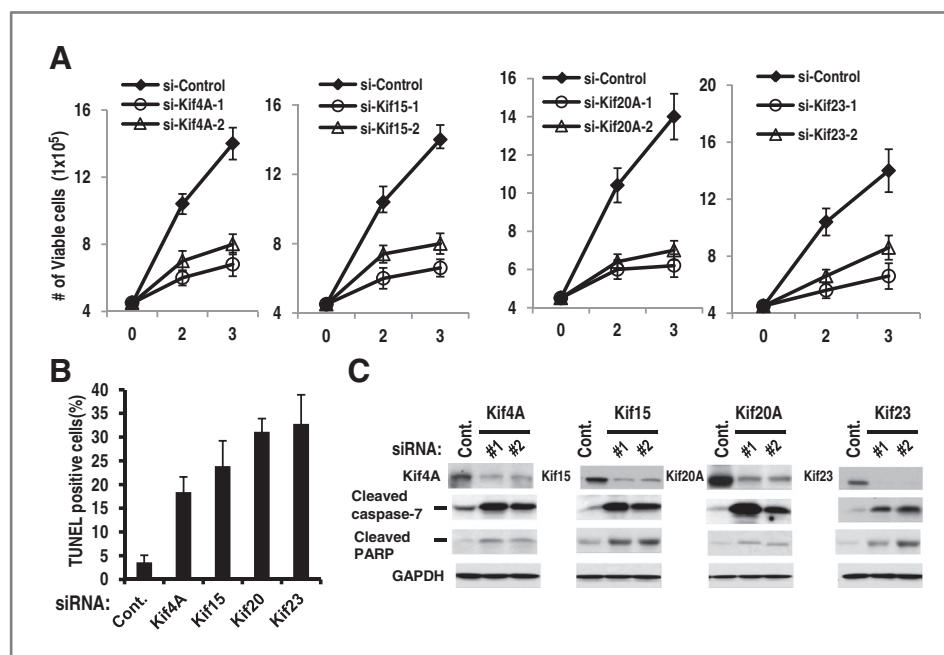 A
si-Control
si-Kif4A-1
si-Kif4A-2
si-Control
si-Kif15-1
si-Kif15-2
si-Control
si-Kif20A-1
si-Kif20A-2
si-Control
si-Kif23-1
si-Kif23-2
# of Viable cells (1x10⁵)
16
12
8
4
0 2 3
16
12
8
4
0 2 3
16
14
12
10
8
6
4
0 2 3
20
16
12
8
4
0 2 3
B
TUNEL positive cells(%)
40
35
30
25
20
15
10
5
0
siRNA:
Cont. Kif4A Kif15 Kif20 Kif23
C
Kif4A Kif15 Kif20A Kif23
siRNA: Cont. #1 #2 Cont. #1 #2 Cont. #1 #2 Cont. #1 #2
Kif4A Kif15 Kif20A Kif23
Cleaved
caspase-7
Cleaved
PARP
GAPDH